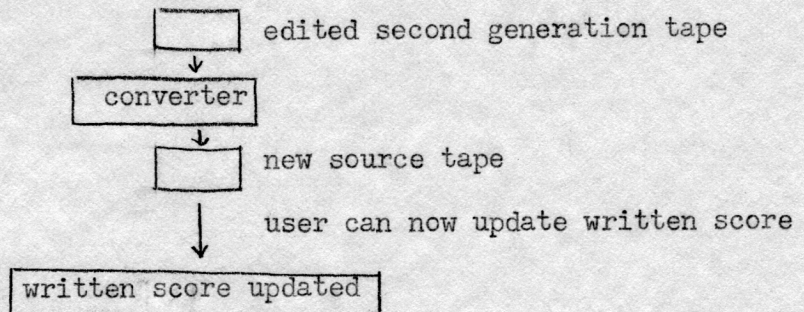 edited second generation tape
converter
new source tape
user can now update written score
written score updated